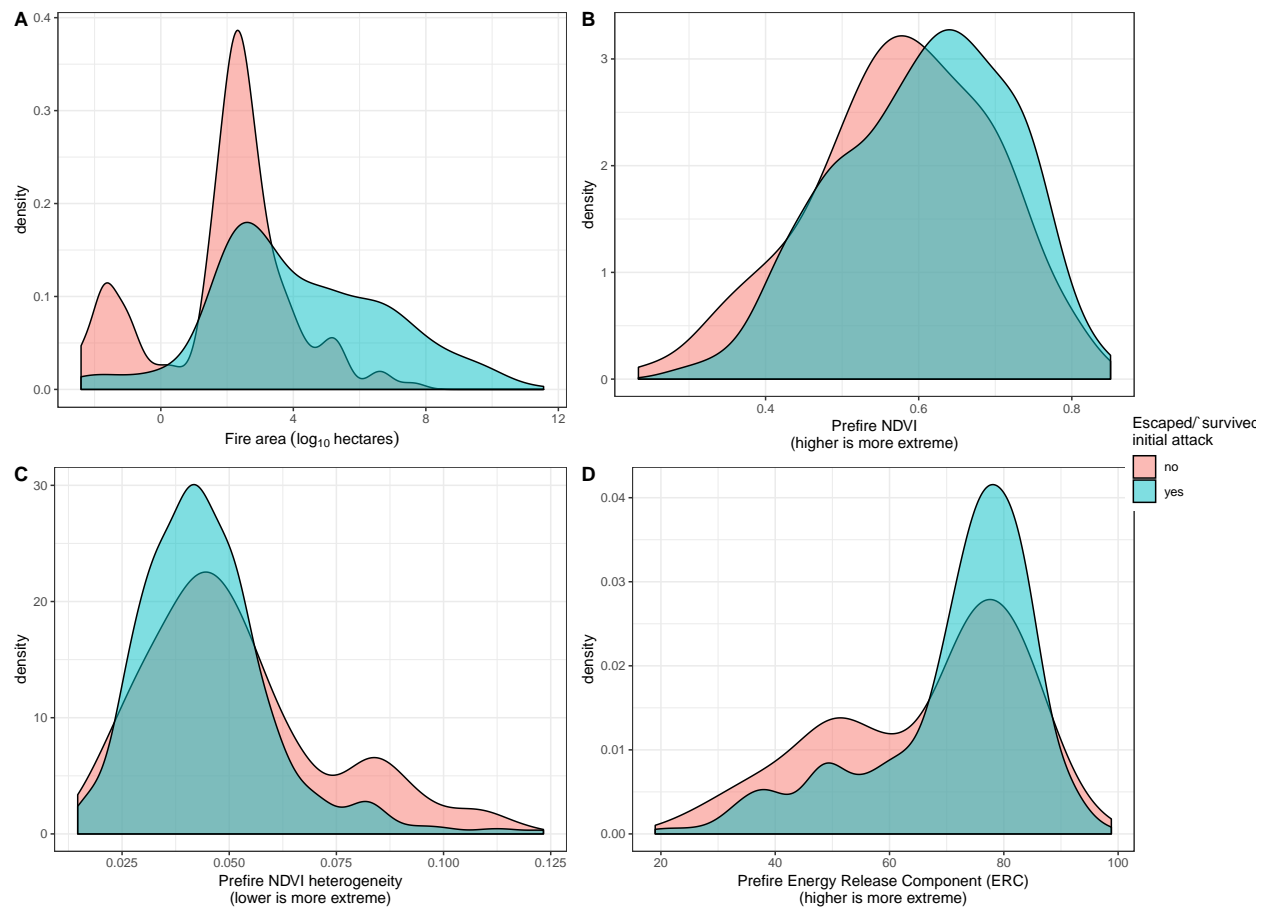 A
0.4
0.3
0.2
0.1
0.0
density
0 4 8 12
Fire area (log10 hectares)
B
3
2
1
0
density
0.4 0.6 0.8
Prefire NDVI
(higher is more extreme)
Escaped/`survived
initial attack
no
yes
C
30
20
10
0
density
0.025 0.050 0.075 0.100 0.125
Prefire NDVI heterogeneity
(lower is more extreme)
D
0.04
0.03
0.02
0.01
0.00
density
20 40 60 80 100
Prefire Energy Release Component (ERC)
(higher is more extreme)